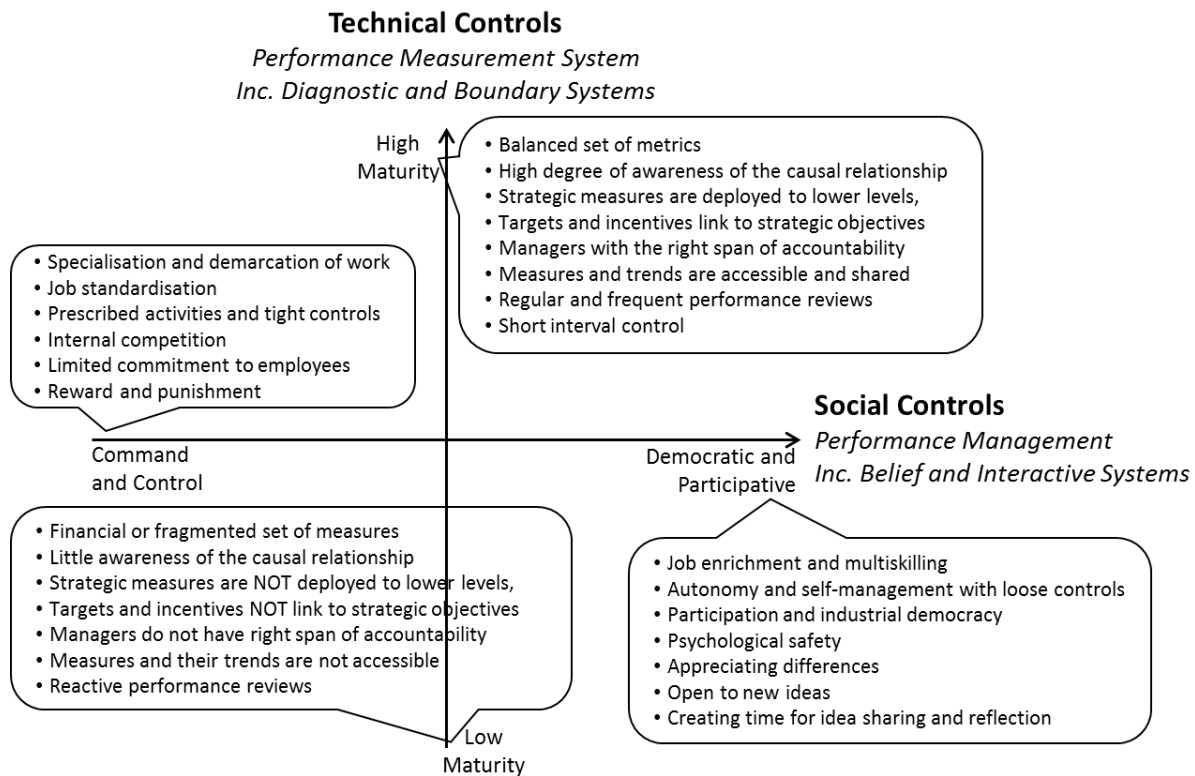 Technical Controls
Performance Measurement System
Inc. Diagnostic and Boundary Systems
High
Maturity
• Balanced set of metrics
• High degree of awareness of the causal relationship
• Strategic measures are deployed to lower levels,
• Targets and incentives link to strategic objectives
• Managers with the right span of accountability
• Measures and trends are accessible and shared
• Regular and frequent performance reviews
• Short interval control
• Specialisation and demarcation of work
• Job standardisation
• Prescribed activities and tight controls
• Internal competition
• Limited commitment to employees
• Reward and punishment
Social Controls
Performance Management
Inc. Belief and Interactive Systems
Command
and Control
Democratic and
Participative
• Financial or fragmented set of measures
• Little awareness of the causal relationship
• Strategic measures are NOT deployed to lower levels,
• Targets and incentives NOT link to strategic objectives
• Managers do not have right span of accountability
• Measures and their trends are not accessible
• Reactive performance reviews
• Job enrichment and multiskilling
• Autonomy and self-management with loose controls
• Participation and industrial democracy
• Psychological safety
• Appreciating differences
• Open to new ideas
• Creating time for idea sharing and reflection
Low
Maturity